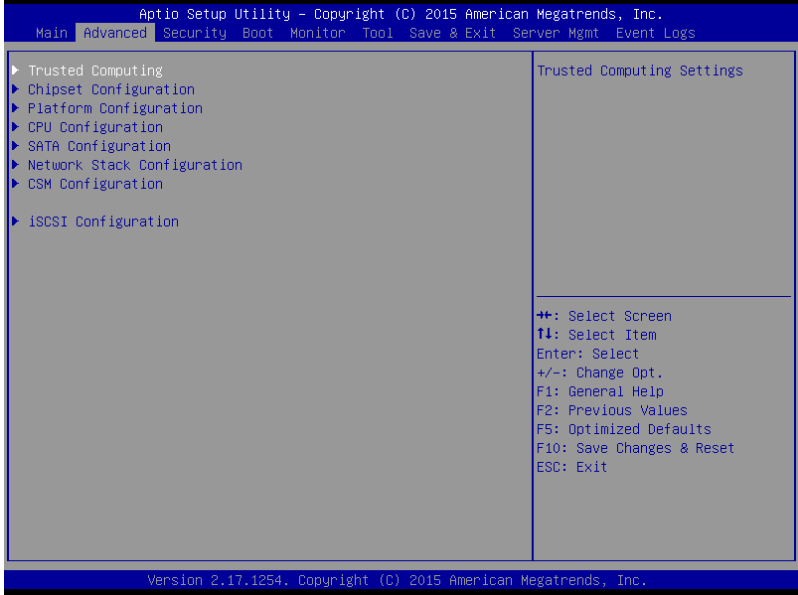 Aptio Setup Utility – Copyright (C) 2015 American Megatrends, Inc.
Main Advanced Security Boot Monitor Tool Save & Exit Server Mgmt Event Logs
Trusted Computing
Chipset Configuration
Platform Configuration
CPU Configuration
SATA Configuration
Network Stack Configuration
CSM Configuration
iSCSI Configuration
Trusted Computing Settings
→←: Select Screen
↑↓: Select Item
Enter: Select
+/-: Change Opt.
F1: General Help
F2: Previous Values
F5: Optimized Defaults
F10: Save Changes & Reset
ESC: Exit
Version 2.17.1254. Copyright (C) 2015 American Megatrends, Inc.